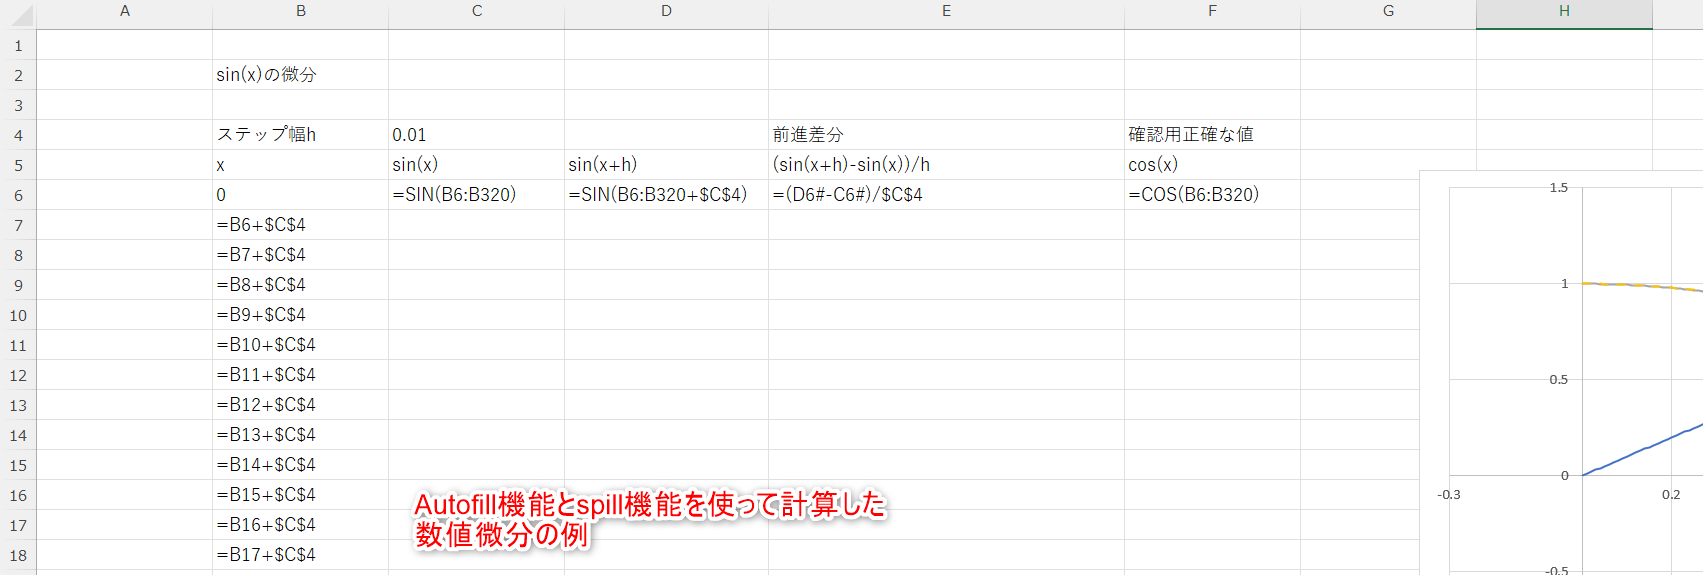 A B C D E F G H
1
2 sin(x)の微分
3
4 ステップ幅h 0.01 前進差分 確認用正確な値
5 x sin(x) sin(x+h) (sin(x+h)-sin(x))/h cos(x)
6 0 =SIN(B6:B320) =SIN(B6:B320+$C$4) =(D6#-C6#)/$C$4 =COS(B6:B320)
7 =B6+$C$4
8 =B7+$C$4
9 =B8+$C$4
10 =B9+$C$4
11 =B10+$C$4
12 =B11+$C$4
13 =B12+$C$4
14 =B13+$C$4
15 =B14+$C$4
16 =B15+$C$4
17 =B16+$C$4
18 =B17+$C$4
Autofill機能とspill機能を使って計算した
数値微分の例
1.5
1
0.5
0
-0.3 0.2
-0.5